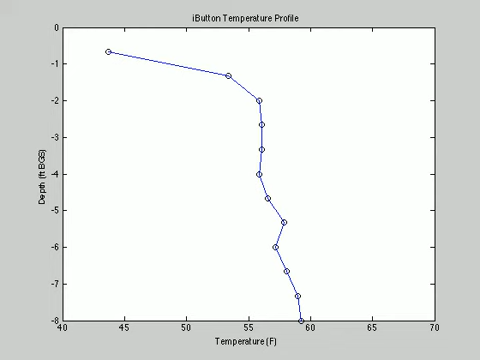 iButton Temperature Profile
0
-1
-2
-3
-4
-5
-6
-7
-8
Depth (ft BGS)
40 45 50 55 60 65 70
Temperature (F)